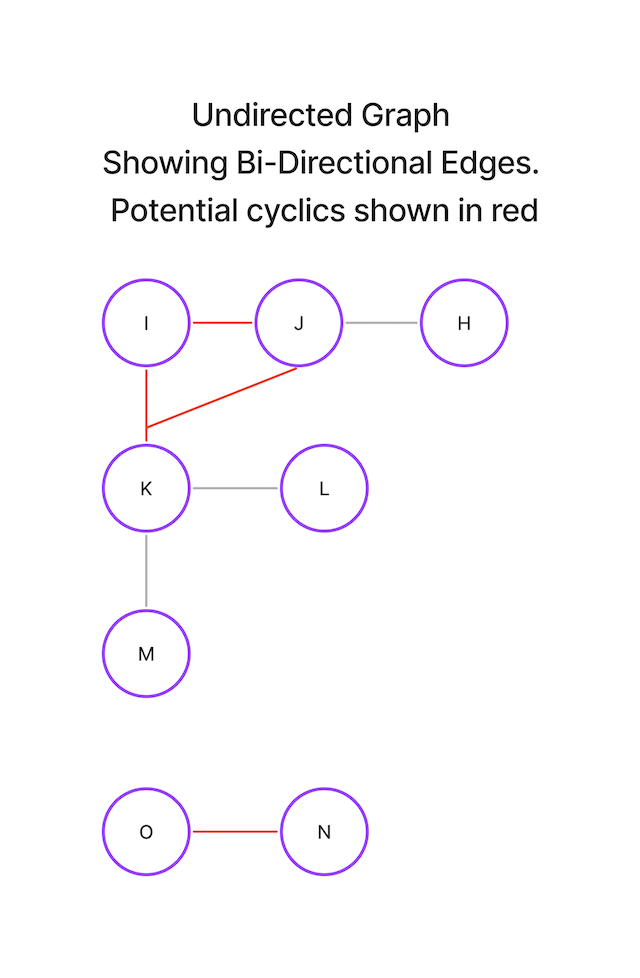 Undirected Graph
Showing Bi-Directional Edges.
Potential cyclics shown in red
I
J
H
K
L
M
O
N